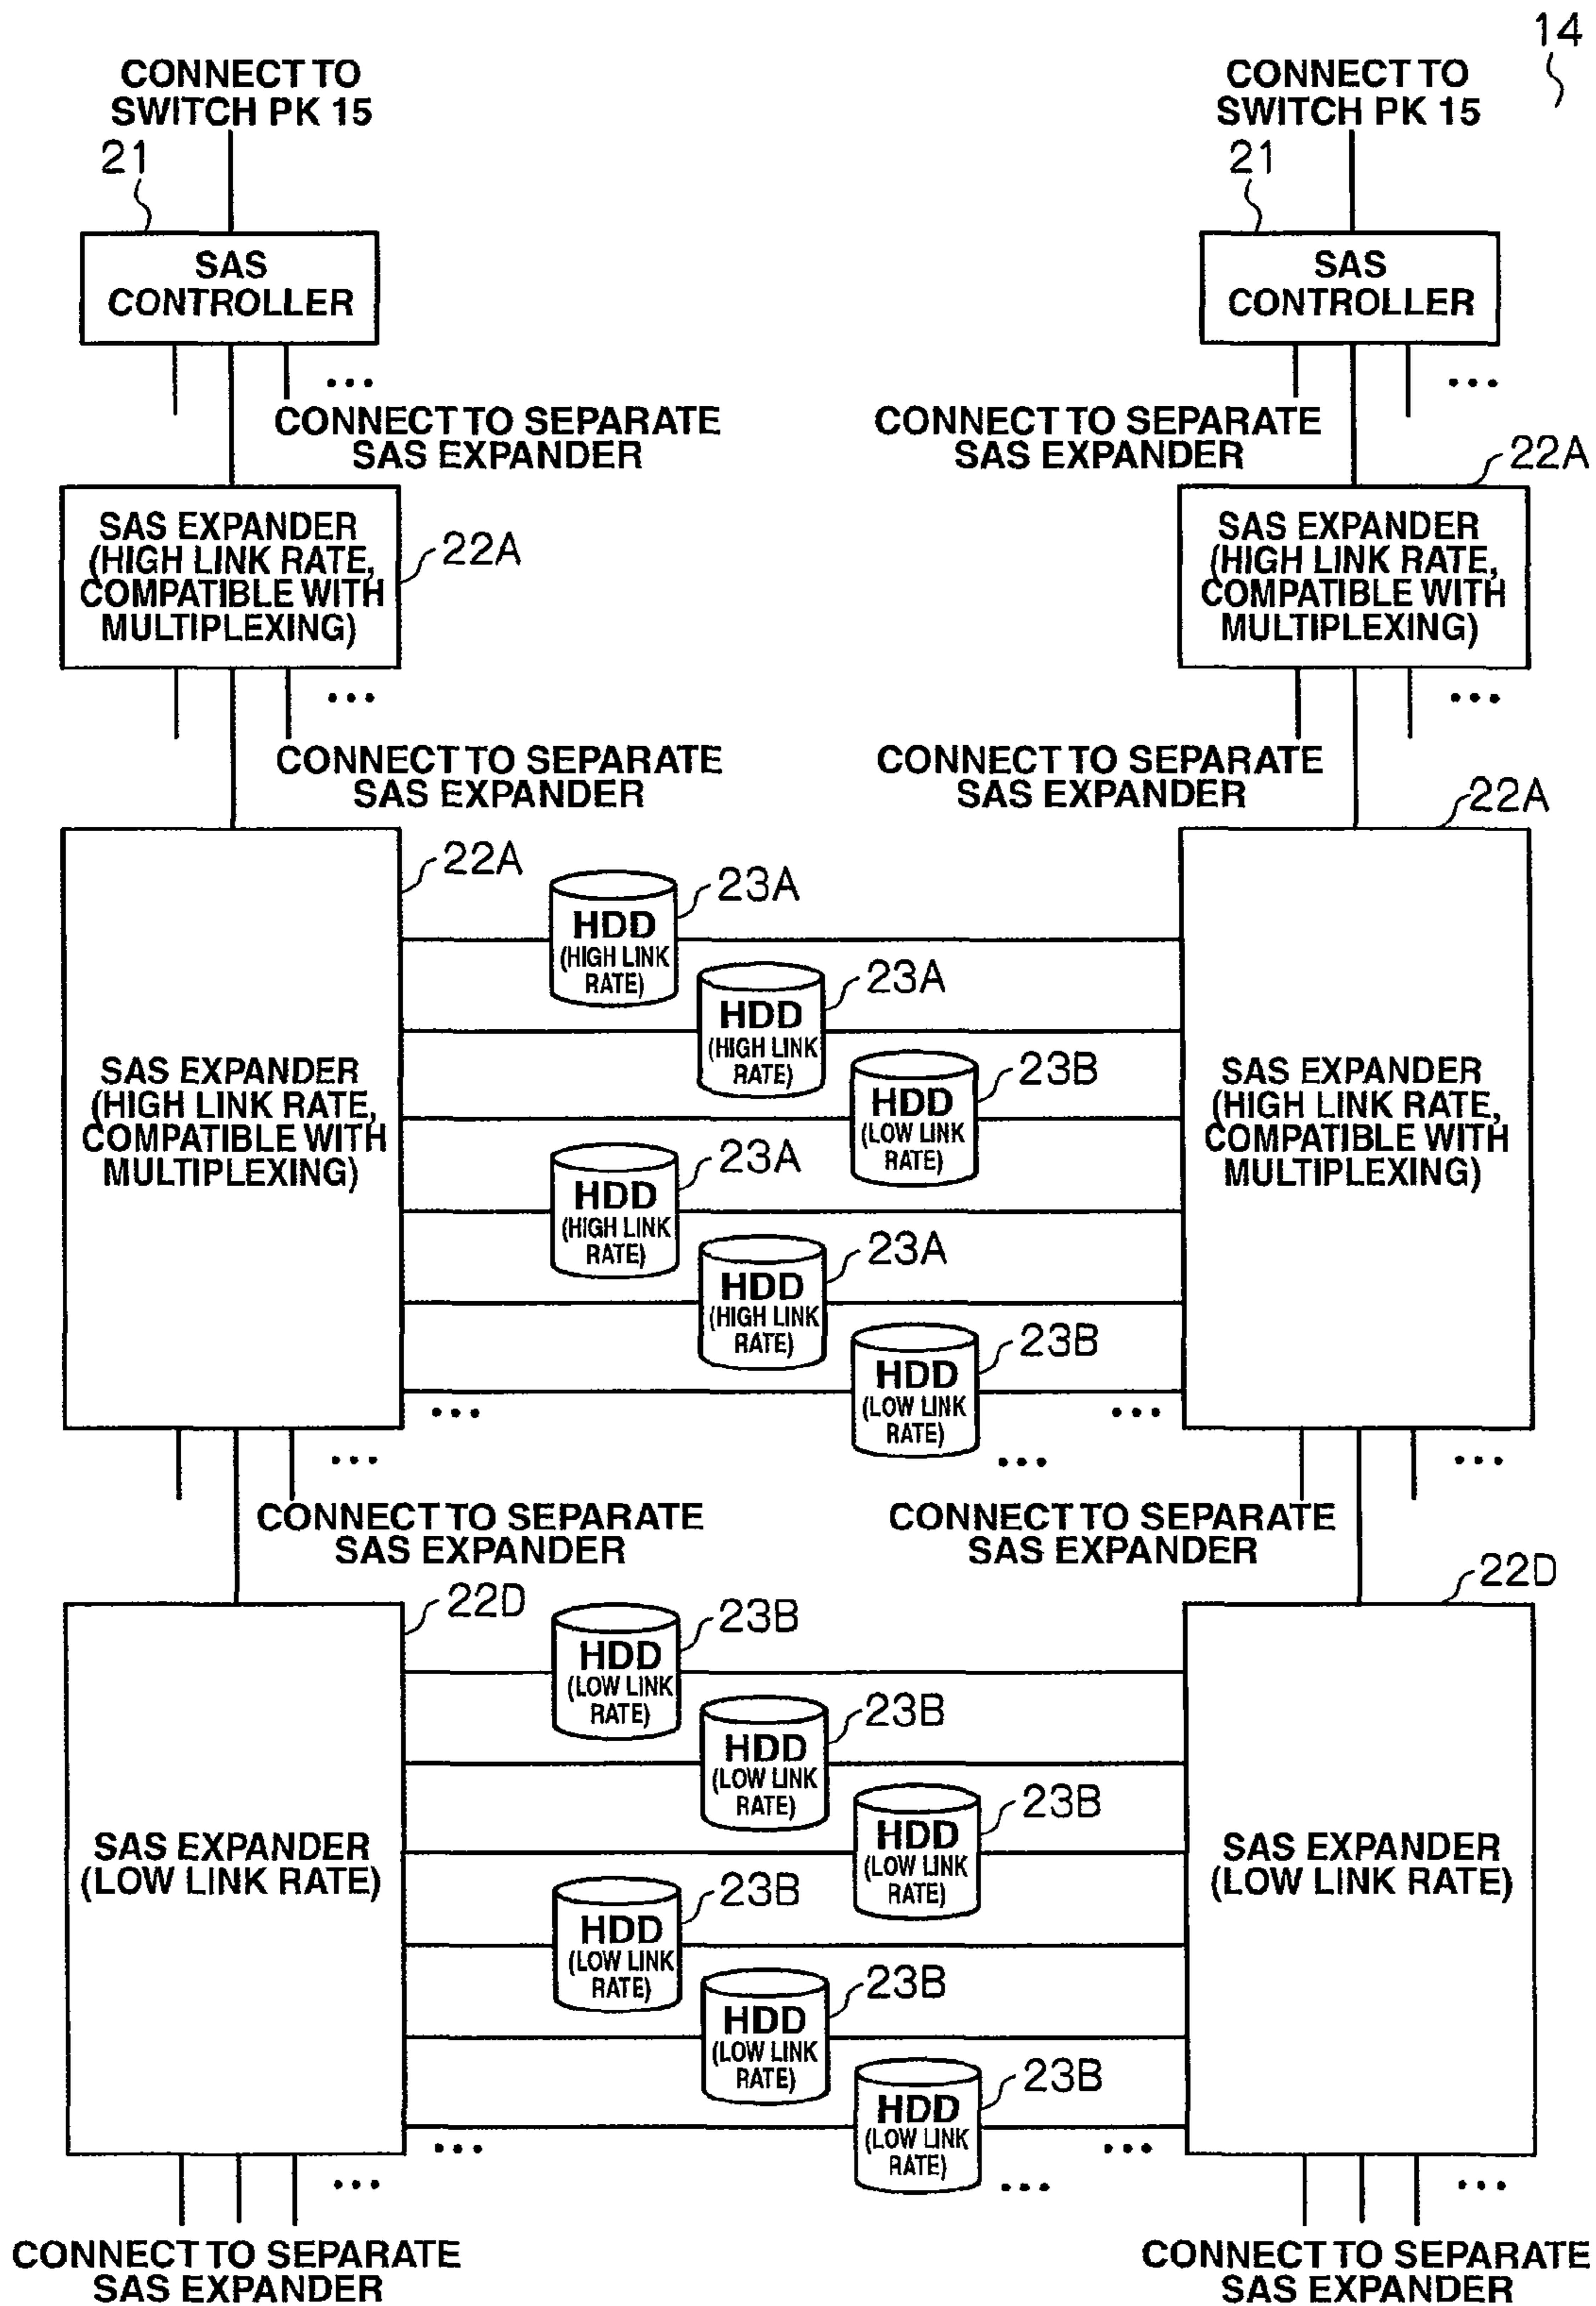 14
CONNECT TO
SWITCH PK 15
CONNECT TO
SWITCH PK 15
21
21
SAS
CONTROLLER
SAS
CONTROLLER
...
...
CONNECT TO SEPARATE
SAS EXPANDER
CONNECT TO SEPARATE
SAS EXPANDER
22A
SAS EXPANDER
(HIGH LINK RATE,
COMPATIBLE WITH
MULTIPLEXING)
22A
SAS EXPANDER
(HIGH LINK RATE,
COMPATIBLE WITH
MULTIPLEXING)
...
...
CONNECT TO SEPARATE
SAS EXPANDER
CONNECT TO SEPARATE
SAS EXPANDER
22A
22A
SAS EXPANDER
(HIGH LINK RATE,
COMPATIBLE WITH
MULTIPLEXING)
23A
HDD
(HIGH LINK
RATE)
23A
HDD
(HIGH LINK
RATE)
23B
HDD
(LOW LINK
RATE)
23A
HDD
(HIGH LINK
RATE)
23A
HDD
(HIGH LINK
RATE)
23B
HDD
(LOW LINK
RATE)
SAS EXPANDER
(HIGH LINK RATE,
COMPATIBLE WITH
MULTIPLEXING)
...
...
...
...
...
CONNECT TO SEPARATE
SAS EXPANDER
CONNECT TO SEPARATE
SAS EXPANDER
22D
22D
SAS EXPANDER
(LOW LINK RATE)
23B
HDD
(LOW LINK
RATE)
23B
HDD
(LOW LINK
RATE)
23B
HDD
(LOW LINK
RATE)
23B
HDD
(LOW LINK
RATE)
23B
HDD
(LOW LINK
RATE)
23B
HDD
(LOW LINK
RATE)
SAS EXPANDER
(LOW LINK RATE)
...
...
...
...
...
CONNECT TO SEPARATE
SAS EXPANDER
CONNECT TO SEPARATE
SAS EXPANDER